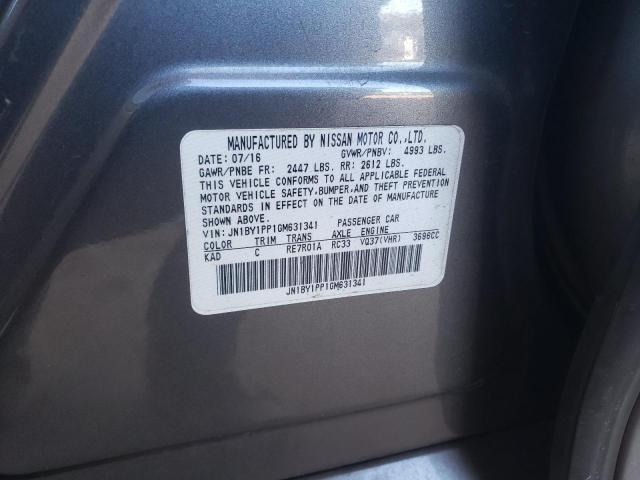 MANUFACTURED BY NISSAN MOTOR CO.,LTD.
DATE: 07/16 GVWR/PNBV: 4993 LBS.
GAWR/PNBE FR: 2447 LBS. RR: 2612 LBS.
THIS VEHICLE CONFORMS TO ALL APPLICABLE FEDERAL
MOTOR VEHICLE SAFETY,BUMPER,AND THEFT PREVENTION
STANDARDS IN EFFECT ON THE DATE OF MANUFACTURE
SHOWN ABOVE.
VIN: JN1BY1PP1GM631341 PASSENGER CAR
COLOR TRIM TRANS AXLE ENGINE
KAD C RE7R01A RC33 VQ37(VHR) 3696CC
JN1BY1PP1GM631341